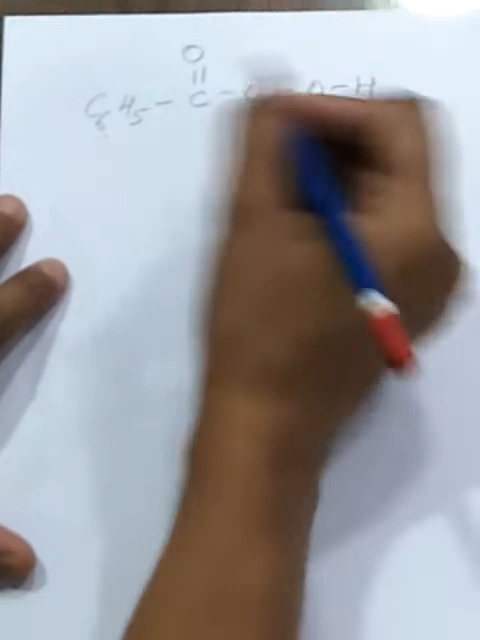 O
||
C₆H₅ — C — O — O — H